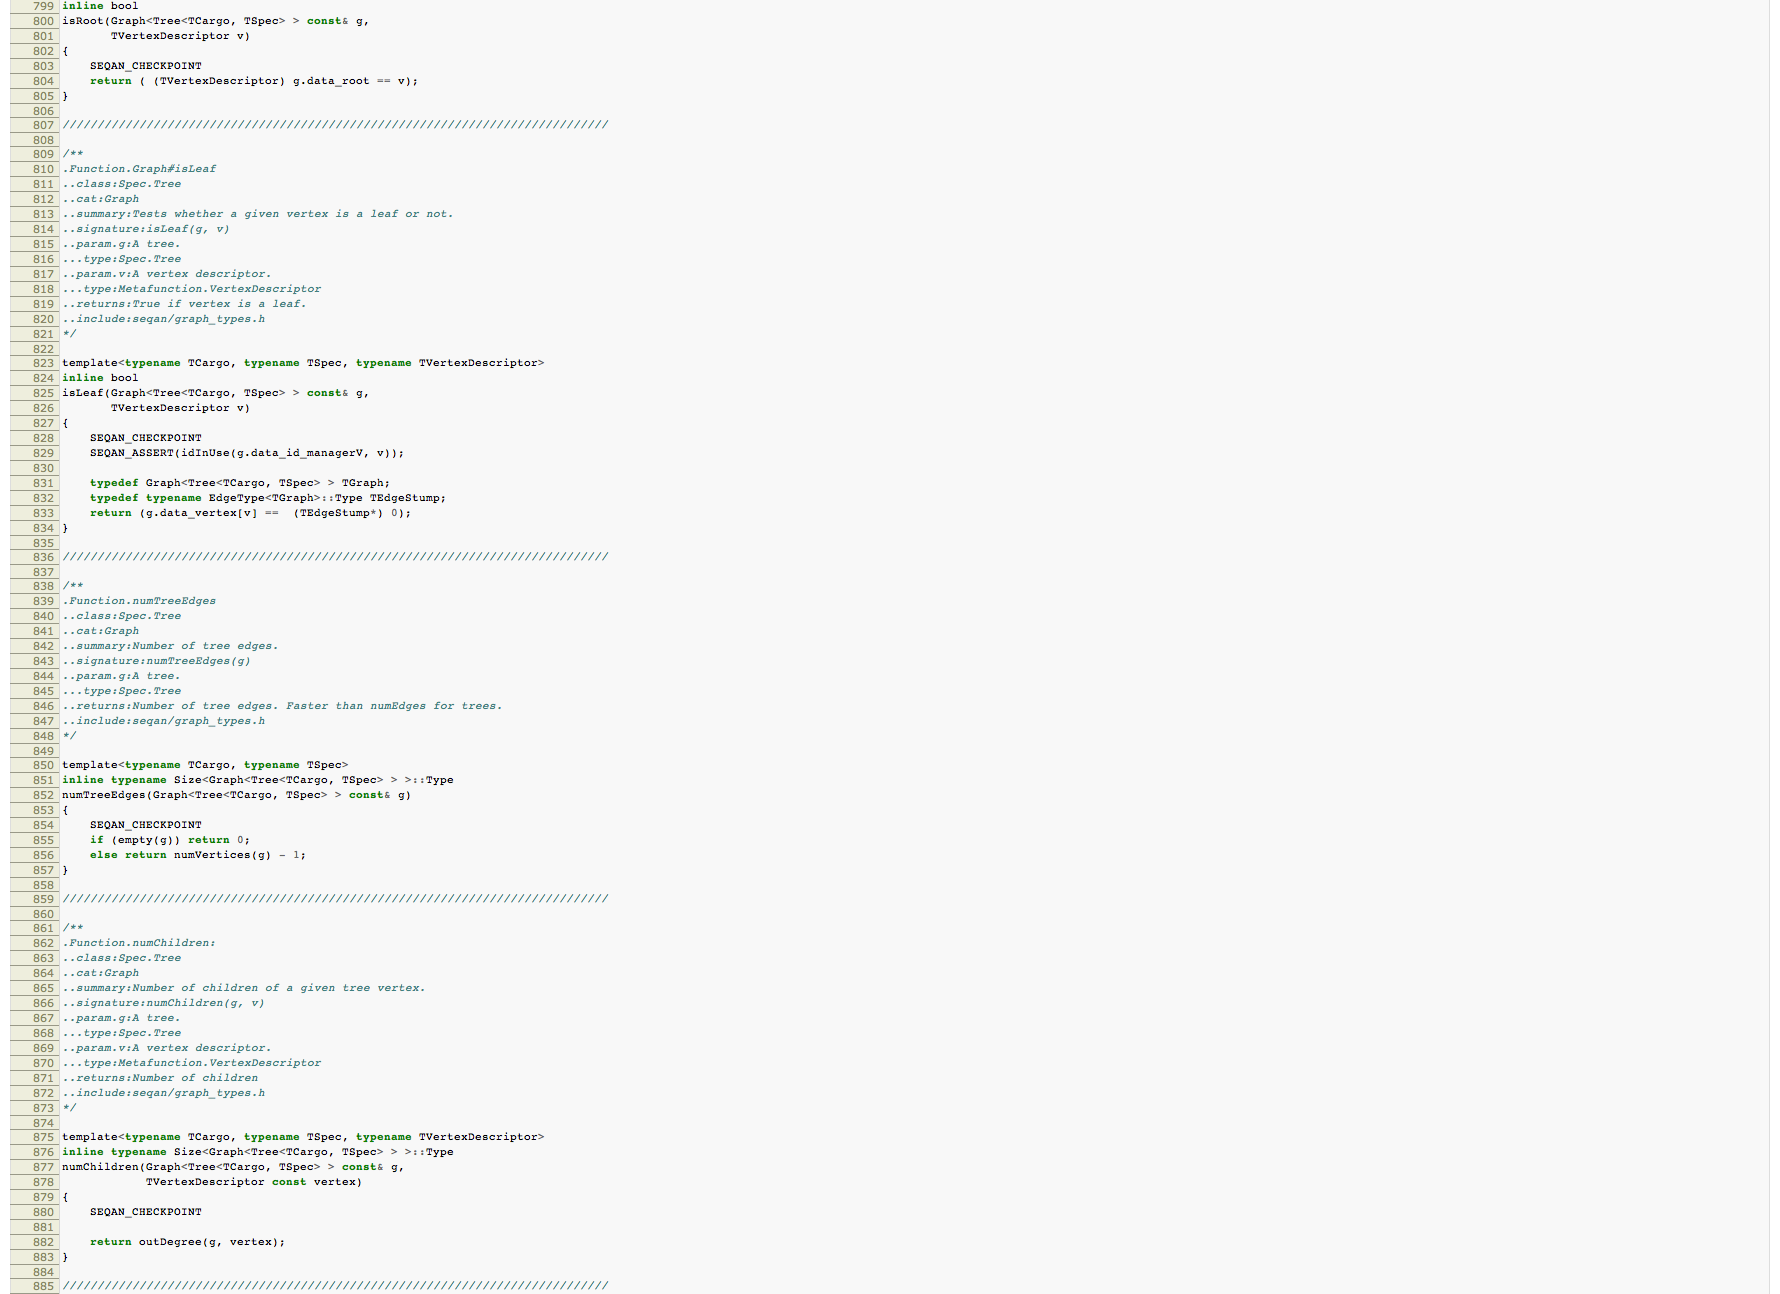 799 inline bool
800 isRoot(Graph<Tree<TCargo, TSpec> > const& g,
801        TVertexDescriptor v)
802 {
803     SEQAN_CHECKPOINT
804     return ( (TVertexDescriptor) g.data_root == v);
805 }
806
807 //////////////////////////////////////////////////////////////////////////////
808
809 /**
810 .Function.Graph#isLeaf
811 ..class:Spec.Tree
812 ..cat:Graph
813 ..summary:Tests whether a given vertex is a leaf or not.
814 ..signature:isLeaf(g, v)
815 ..param.g:A tree.
816 ...type:Spec.Tree
817 ..param.v:A vertex descriptor.
818 ...type:Metafunction.VertexDescriptor
819 ..returns:True if vertex is a leaf.
820 ..include:seqan/graph_types.h
821 */
822
823 template<typename TCargo, typename TSpec, typename TVertexDescriptor>
824 inline bool
825 isLeaf(Graph<Tree<TCargo, TSpec> > const& g,
826        TVertexDescriptor v)
827 {
828     SEQAN_CHECKPOINT
829     SEQAN_ASSERT(idInUse(g.data_id_managerV, v));
830
831     typedef Graph<Tree<TCargo, TSpec> > TGraph;
832     typedef typename EdgeType<TGraph>::Type TEdgeStump;
833     return (g.data_vertex[v] ==  (TEdgeStump*) 0);
834 }
835
836 //////////////////////////////////////////////////////////////////////////////
837
838 /**
839 .Function.numTreeEdges
840 ..class:Spec.Tree
841 ..cat:Graph
842 ..summary:Number of tree edges.
843 ..signature:numTreeEdges(g)
844 ..param.g:A tree.
845 ...type:Spec.Tree
846 ..returns:Number of tree edges. Faster than numEdges for trees.
847 ..include:seqan/graph_types.h
848 */
849
850 template<typename TCargo, typename TSpec>
851 inline typename Size<Graph<Tree<TCargo, TSpec> > >::Type
852 numTreeEdges(Graph<Tree<TCargo, TSpec> > const& g)
853 {
854     SEQAN_CHECKPOINT
855     if (empty(g)) return 0;
856     else return numVertices(g) - 1;
857 }
858
859 //////////////////////////////////////////////////////////////////////////////
860
861 /**
862 .Function.numChildren:
863 ..class:Spec.Tree
864 ..cat:Graph
865 ..summary:Number of children of a given tree vertex.
866 ..signature:numChildren(g, v)
867 ..param.g:A tree.
868 ...type:Spec.Tree
869 ..param.v:A vertex descriptor.
870 ...type:Metafunction.VertexDescriptor
871 ..returns:Number of children
872 ..include:seqan/graph_types.h
873 */
874
875 template<typename TCargo, typename TSpec, typename TVertexDescriptor>
876 inline typename Size<Graph<Tree<TCargo, TSpec> > >::Type
877 numChildren(Graph<Tree<TCargo, TSpec> > const& g,
878             TVertexDescriptor const vertex)
879 {
880     SEQAN_CHECKPOINT
881
882     return outDegree(g, vertex);
883 }
884
885 //////////////////////////////////////////////////////////////////////////////